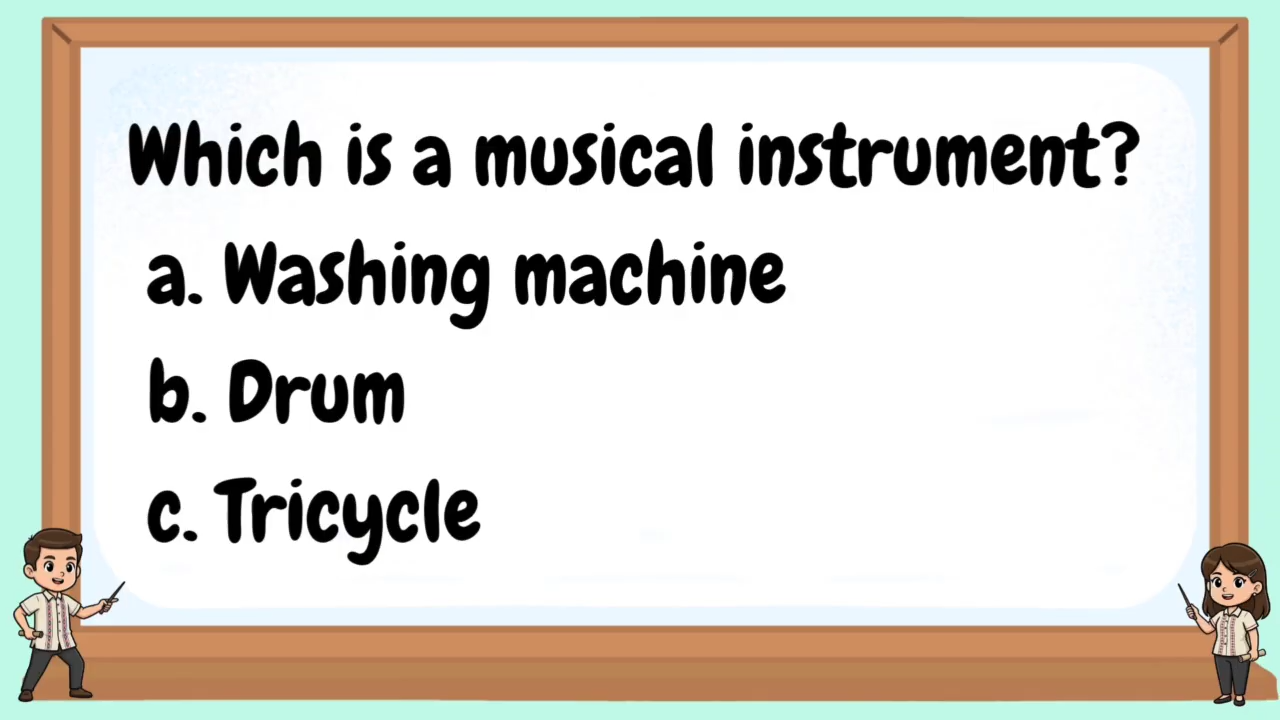 Which is a musical instrument?
a. Washing machine
b. Drum
c. Tricycle